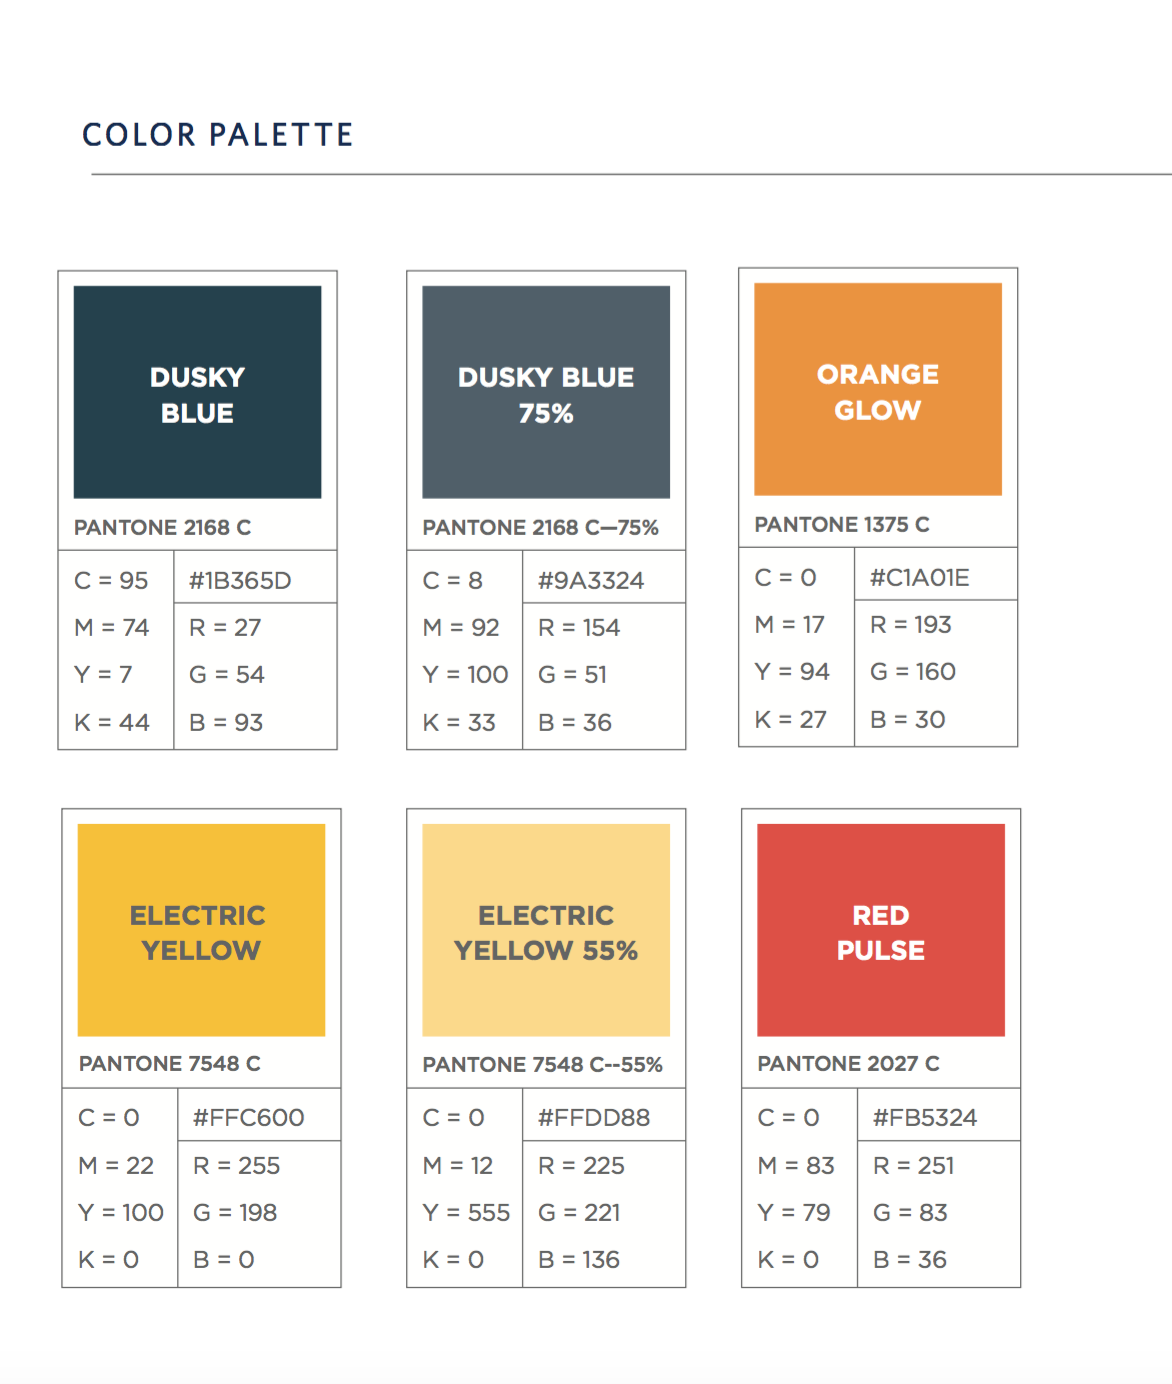 COLOR PALETTE
DUSKY
BLUE
PANTONE 2168 C
C = 95
M = 74
Y = 7
K = 44
#1B365D
R = 27
G = 54
B = 93
DUSKY BLUE
75%
PANTONE 2168 C—75%
C = 8
M = 92
Y = 100
K = 33
#9A3324
R = 154
G = 51
B = 36
ORANGE
GLOW
PANTONE 1375 C
C = 0
M = 17
Y = 94
K = 27
#C1A01E
R = 193
G = 160
B = 30
ELECTRIC
YELLOW
PANTONE 7548 C
C = 0
M = 22
Y = 100
K = 0
#FFC600
R = 255
G = 198
B = 0
ELECTRIC
YELLOW 55%
PANTONE 7548 C--55%
C = 0
M = 12
Y = 555
K = 0
#FFDD88
R = 225
G = 221
B = 136
RED
PULSE
PANTONE 2027 C
C = 0
M = 83
Y = 79
K = 0
#FB5324
R = 251
G = 83
B = 36